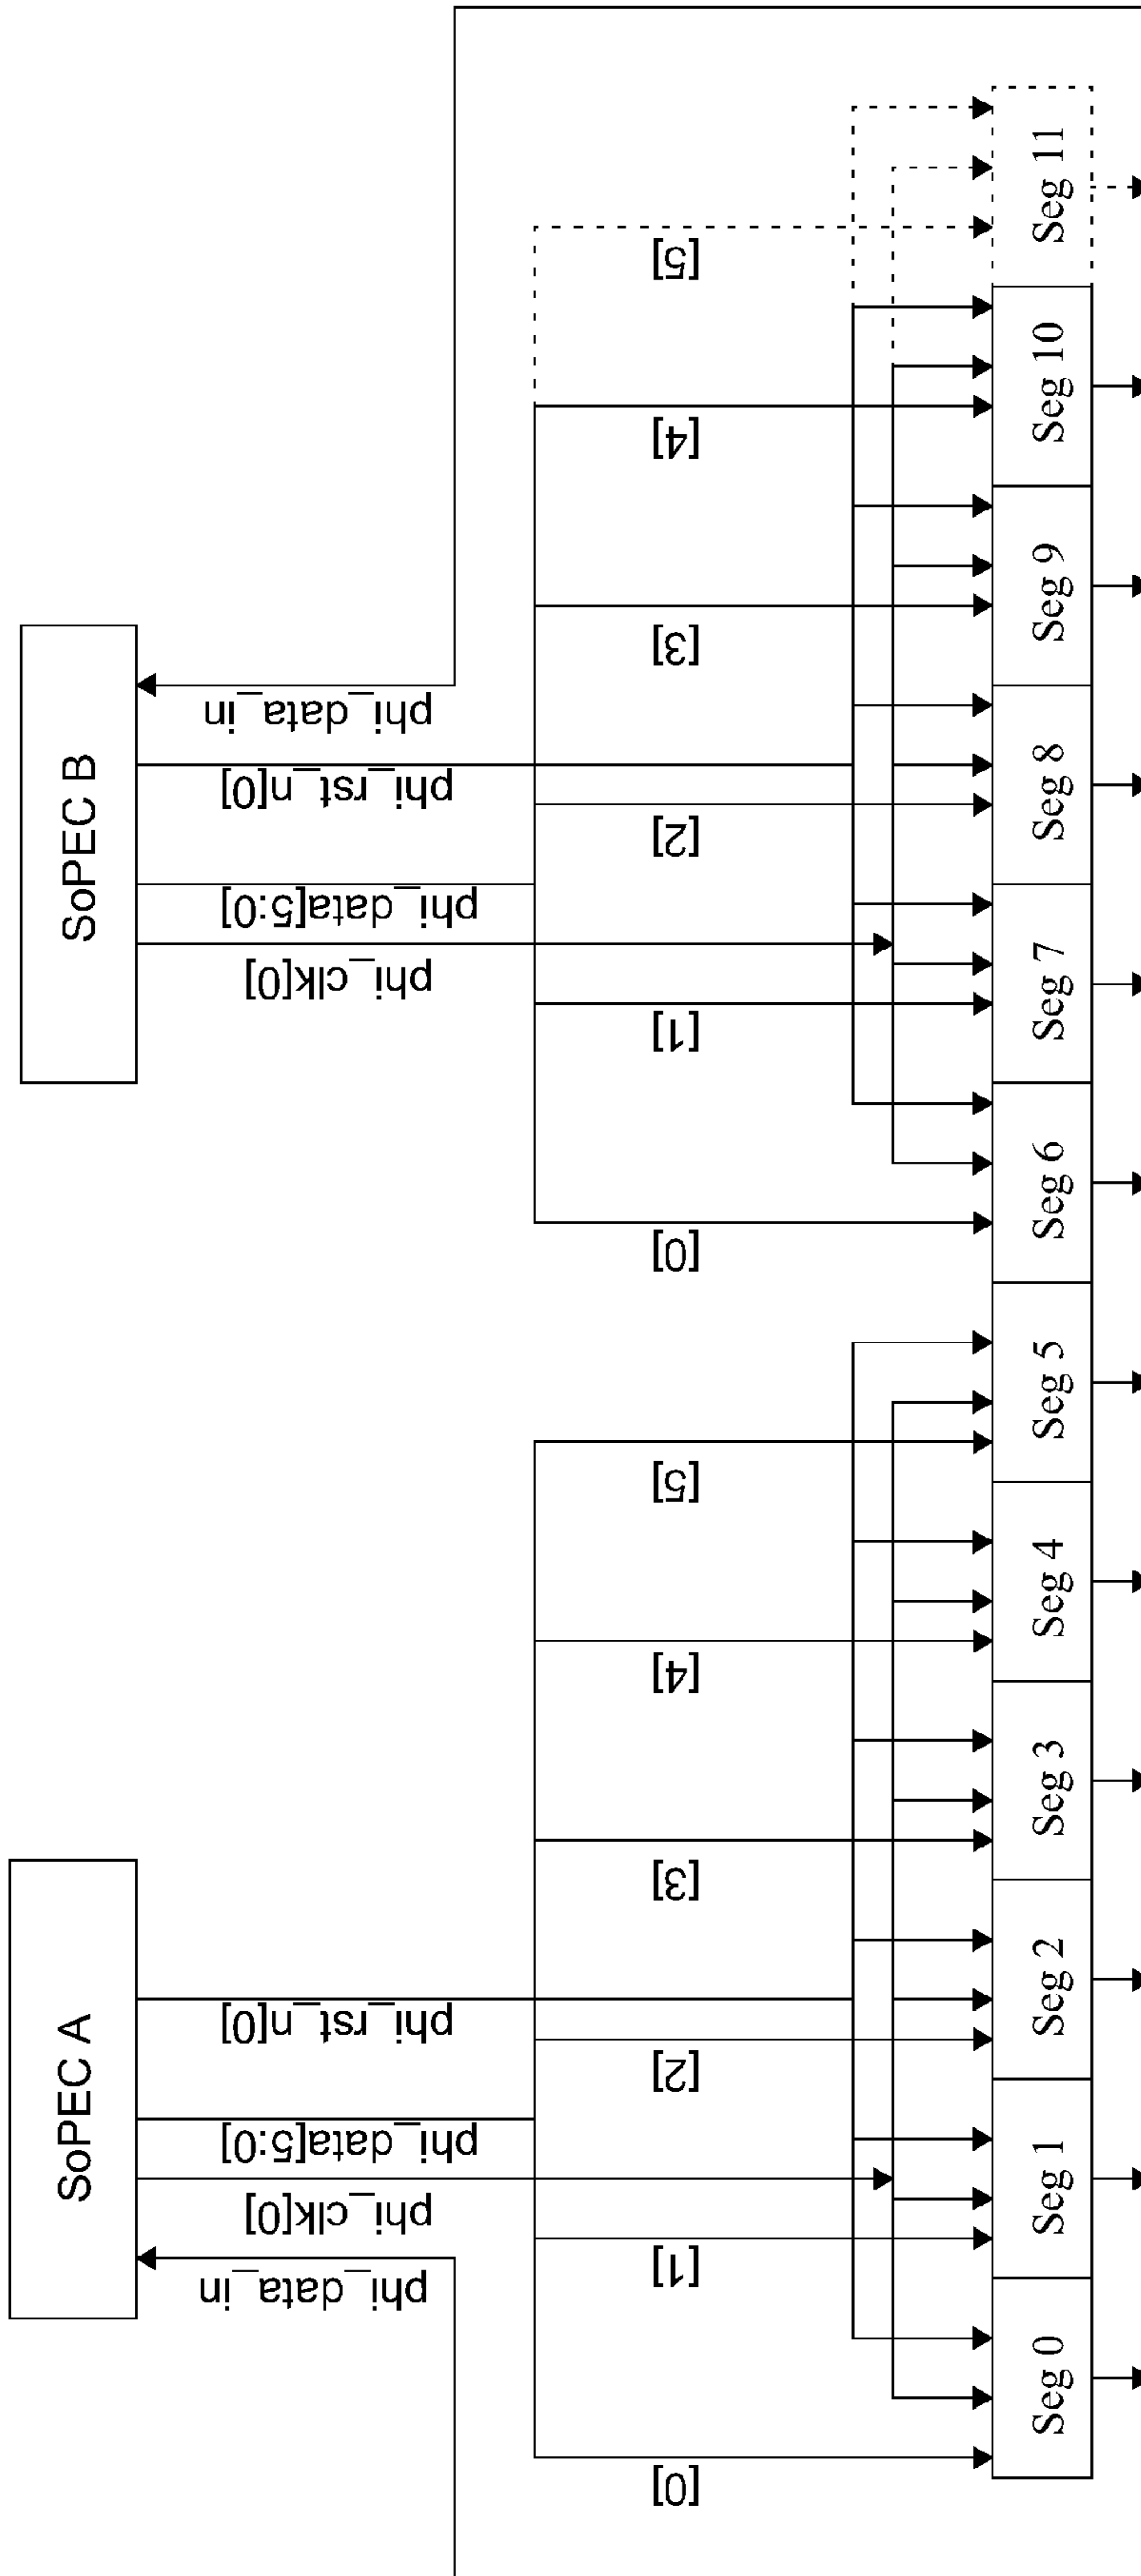 SoPEC A
SoPEC B
phi_data_in
phi_clk[0]
phi_data[5:0]
phi_rst_n[0]
phi_clk[0]
phi_data[5:0]
phi_rst_n[0]
phi_data_in
[0]
[1]
[2]
[3]
[4]
[5]
[0]
[1]
[2]
[3]
[4]
[5]
Seg 0
Seg 1
Seg 2
Seg 3
Seg 4
Seg 5
Seg 6
Seg 7
Seg 8
Seg 9
Seg 10
Seg 11